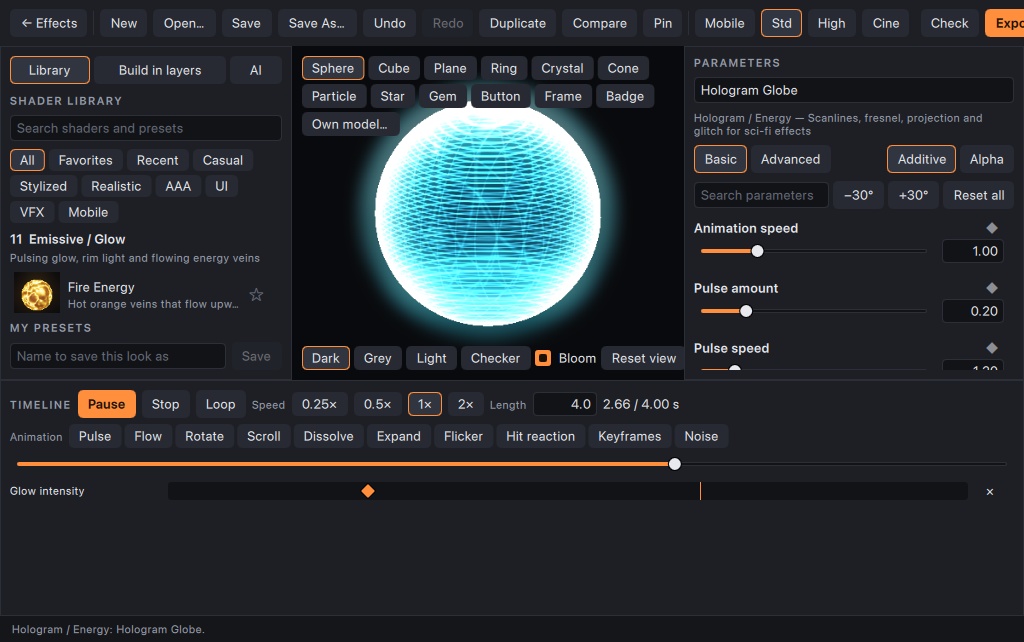 ← Effects New Open... Save Save As... Undo Redo Duplicate Compare Pin Mobile Std High Cine Check Expo
Library Build in layers AI
SHADER LIBRARY
Search shaders and presets
All Favorites Recent Casual
Stylized Realistic AAA UI
VFX Mobile
11 Emissive / Glow
Pulsing glow, rim light and flowing energy veins
Fire Energy
Hot orange veins that flow upw...
MY PRESETS
Name to save this look as Save
Sphere Cube Plane Ring Crystal Cone
Particle Star Gem Button Frame Badge
Own model...
Dark Grey Light Checker Bloom Reset view
PARAMETERS
Hologram Globe
Hologram / Energy — Scanlines, fresnel, projection and
glitch for sci-fi effects
Basic Advanced Additive Alpha
Search parameters −30° +30° Reset all
Animation speed
1.00
Pulse amount
0.20
Pulse speed
1.20
TIMELINE Pause Stop Loop Speed 0.25× 0.5× 1× 2× Length 4.0 2.66 / 4.00 s
Animation Pulse Flow Rotate Scroll Dissolve Expand Flicker Hit reaction Keyframes Noise
Glow intensity ×
Hologram / Energy: Hologram Globe.